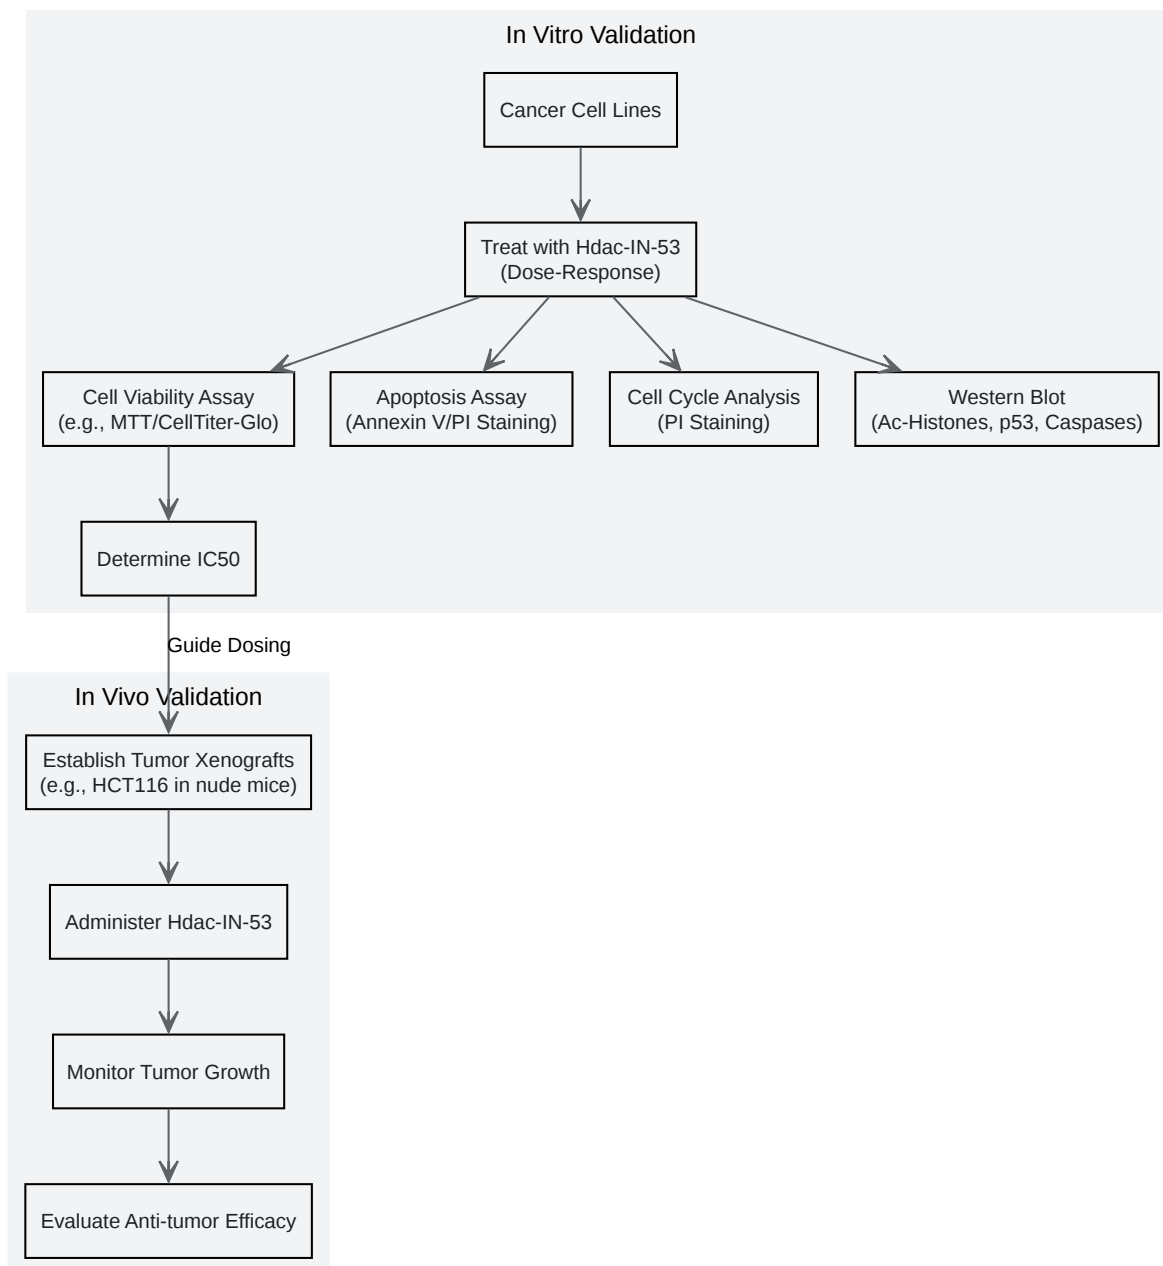 In Vitro Validation
Cancer Cell Lines
Treat with Hdac-IN-53
(Dose-Response)
Cell Viability Assay
(e.g., MTT/CellTiter-Glo)
Apoptosis Assay
(Annexin V/PI Staining)
Cell Cycle Analysis
(PI Staining)
Western Blot
(Ac-Histones, p53, Caspases)
Determine IC50
Guide Dosing
In Vivo Validation
Establish Tumor Xenografts
(e.g., HCT116 in nude mice)
Administer Hdac-IN-53
Monitor Tumor Growth
Evaluate Anti-tumor Efficacy